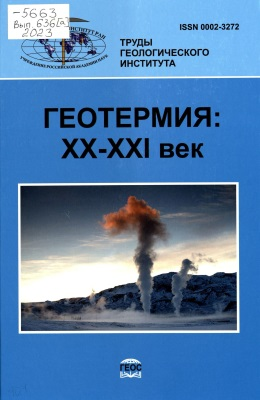 -5663
Вып. 636[а]
2023
ISSN 0002-3272
ТРУДЫ
ГЕОЛОГИЧЕСКОГО
ИНСТИТУТА
ГЕОТЕРМИЯ:
XX-XXI век
ГЕОС